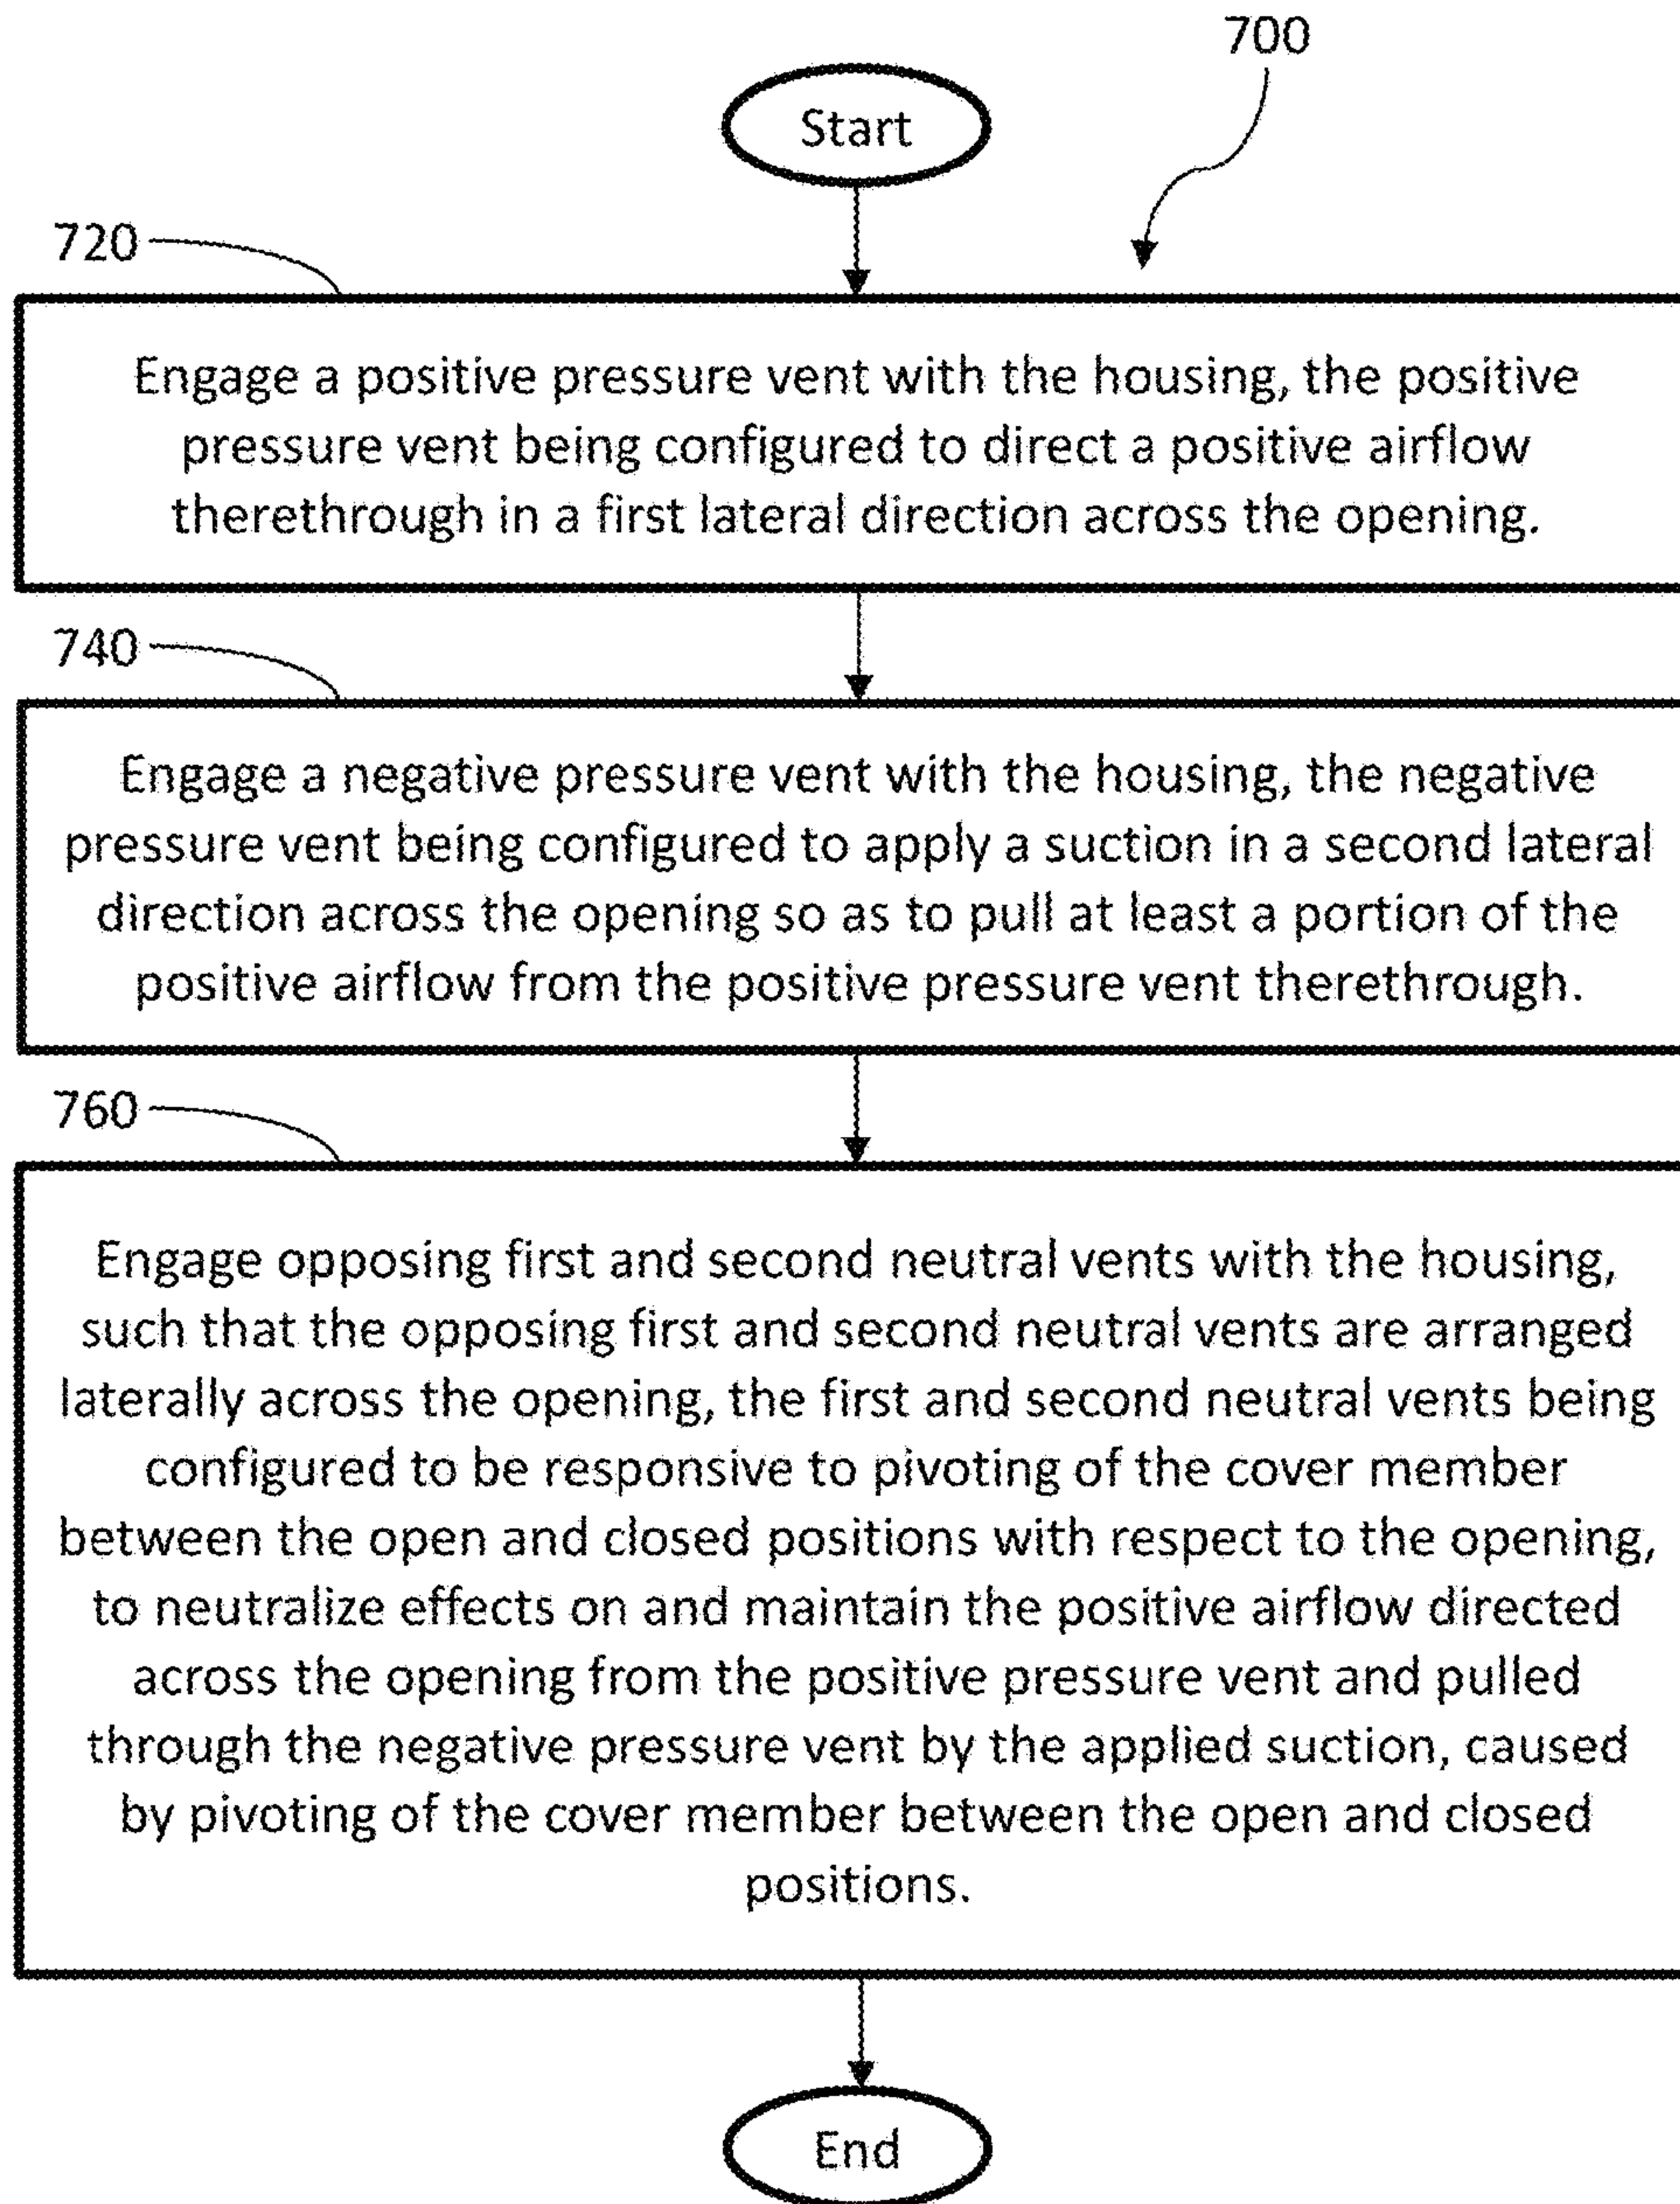 700
Start
720
Engage a positive pressure vent with the housing, the positive
pressure vent being configured to direct a positive airflow
therethrough in a first lateral direction across the opening.
740
Engage a negative pressure vent with the housing, the negative
pressure vent being configured to apply a suction in a second lateral
direction across the opening so as to pull at least a portion of the
positive airflow from the positive pressure vent therethrough.
760
Engage opposing first and second neutral vents with the housing,
such that the opposing first and second neutral vents are arranged
laterally across the opening, the first and second neutral vents being
configured to be responsive to pivoting of the cover member
between the open and closed positions with respect to the opening,
to neutralize effects on and maintain the positive airflow directed
across the opening from the positive pressure vent and pulled
through the negative pressure vent by the applied suction, caused
by pivoting of the cover member between the open and closed
positions.
End